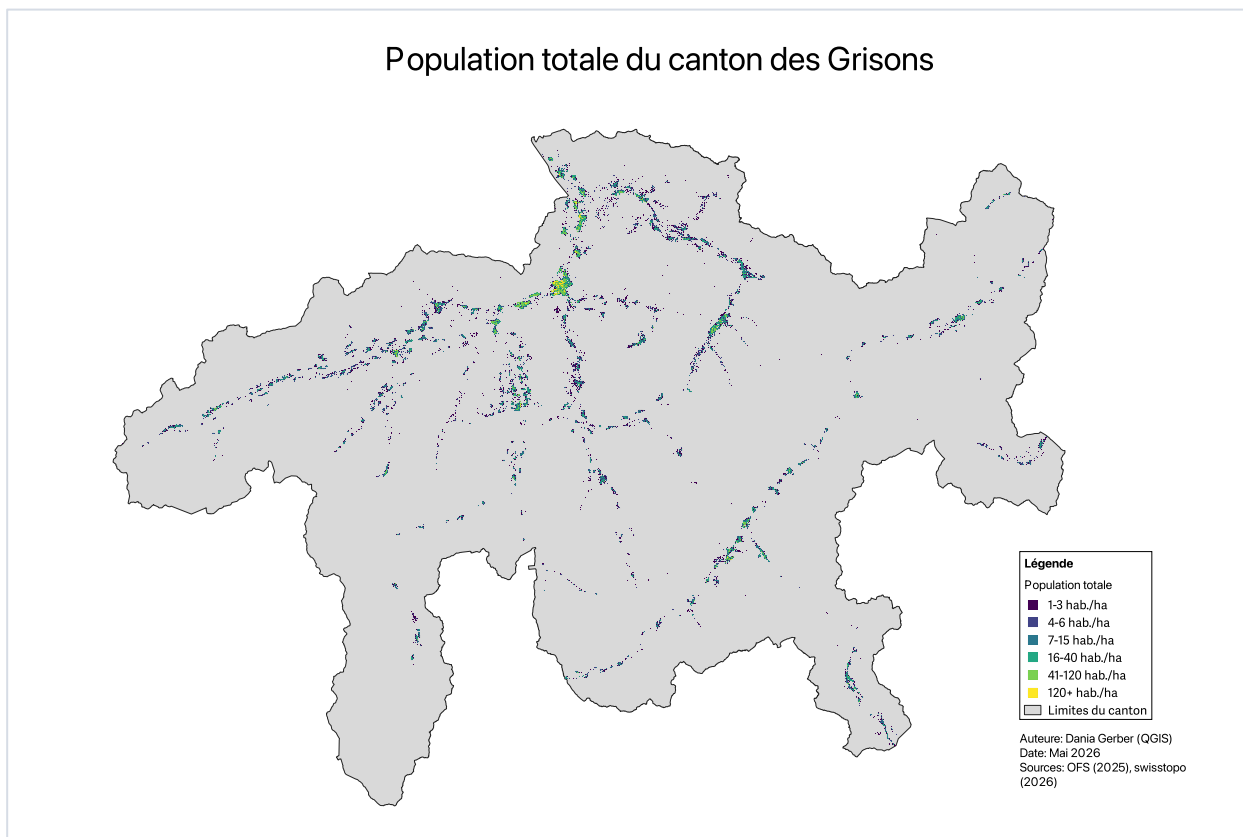 Population totale du canton des Grisons
Légende
Population totale
1-3 hab./ha
4-6 hab./ha
7-15 hab./ha
16-40 hab./ha
41-120 hab./ha
120+ hab./ha
Limites du canton
Auteure: Dania Gerber (QGIS)
Date: Mai 2026
Sources: OFS (2025), swisstopo
(2026)